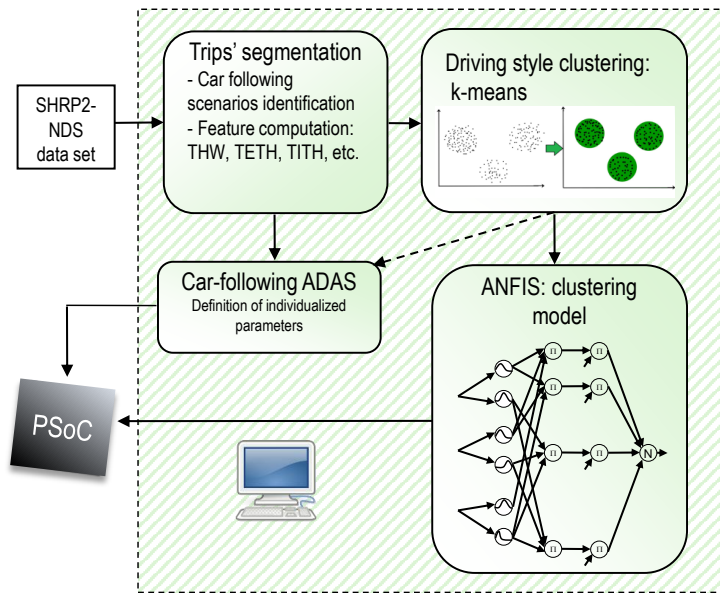 Trips' segmentation
- Car following
scenarios identification
- Feature computation:
THW, TETH, TITH, etc.
Driving style clustering:
k-means
SHRP2-
NDS
data set
Car-following ADAS
Definition of individualized
parameters
ANFIS: clustering
model
Π Π
Π Π
Π Π
N
Π Π
PSoC